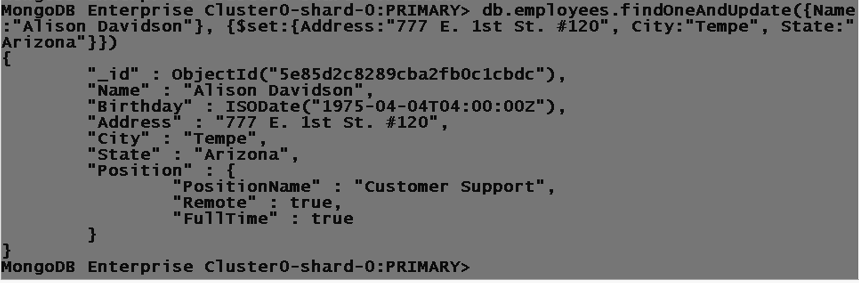 MongoDB Enterprise Cluster0-shard-0:PRIMARY> db.employees.findOneAndUpdate({Name
:"Alison Davidson"}, {$set:{Address:"777 E. 1st St. #120", City:"Tempe", State:"
Arizona"}})
{
        "_id" : ObjectId("5e85d2c8289cba2fb0c1cbdc"),
        "Name" : "Alison Davidson",
        "Birthday" : ISODate("1975-04-04T04:00:00Z"),
        "Address" : "777 E. 1st St. #120",
        "City" : "Tempe",
        "State" : "Arizona",
        "Position" : {
                "PositionName" : "Customer Support",
                "Remote" : true,
                "FullTime" : true
        }
}
MongoDB Enterprise Cluster0-shard-0:PRIMARY>